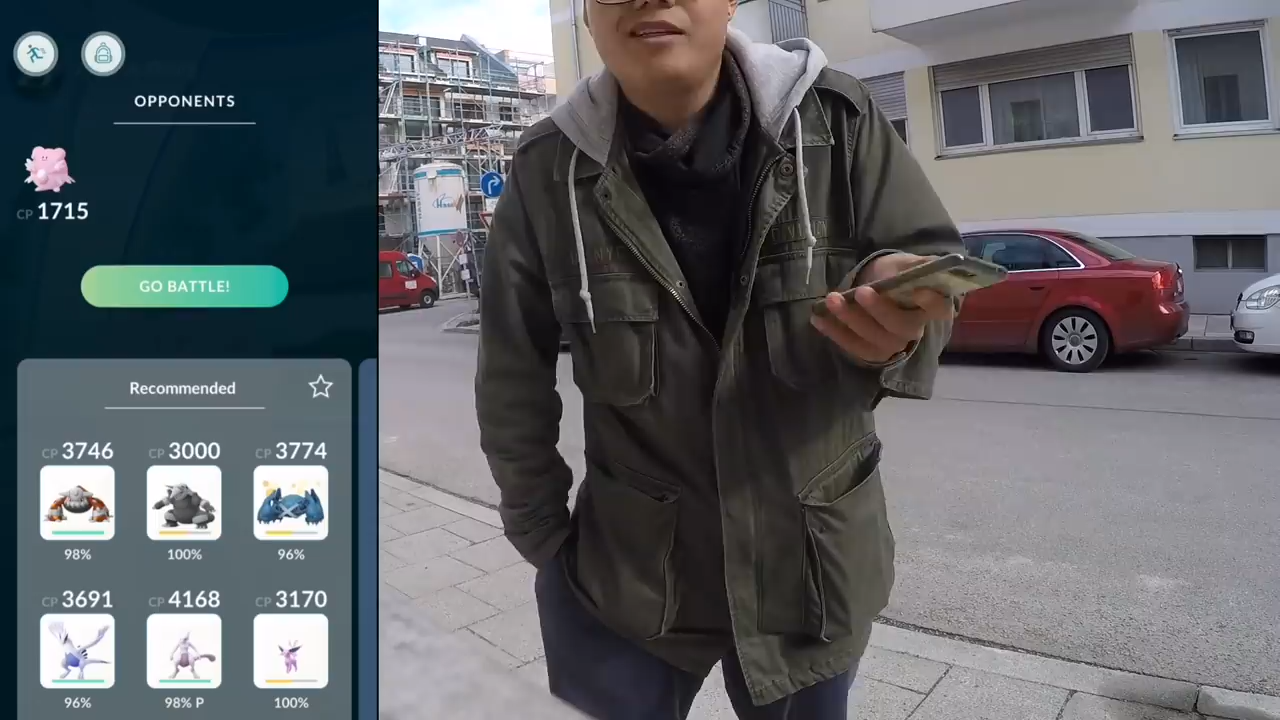 OPPONENTS
CP 1715
GO BATTLE!
Recommended
CP 3746 CP 3000 CP 3774
98% 100% 96%
CP 3691 CP 4168 CP 3170
96% 98% P 100%